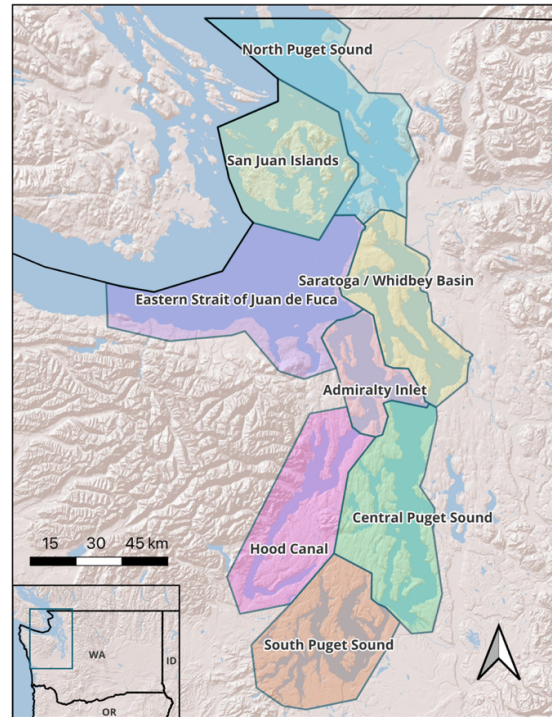 North Puget Sound
San Juan Islands
Saratoga / Whidbey Basin
Eastern Strait of Juan de Fuca
Admiralty Inlet
Central Puget Sound
Hood Canal
South Puget Sound
15 30 45 km
WA
ID
OR